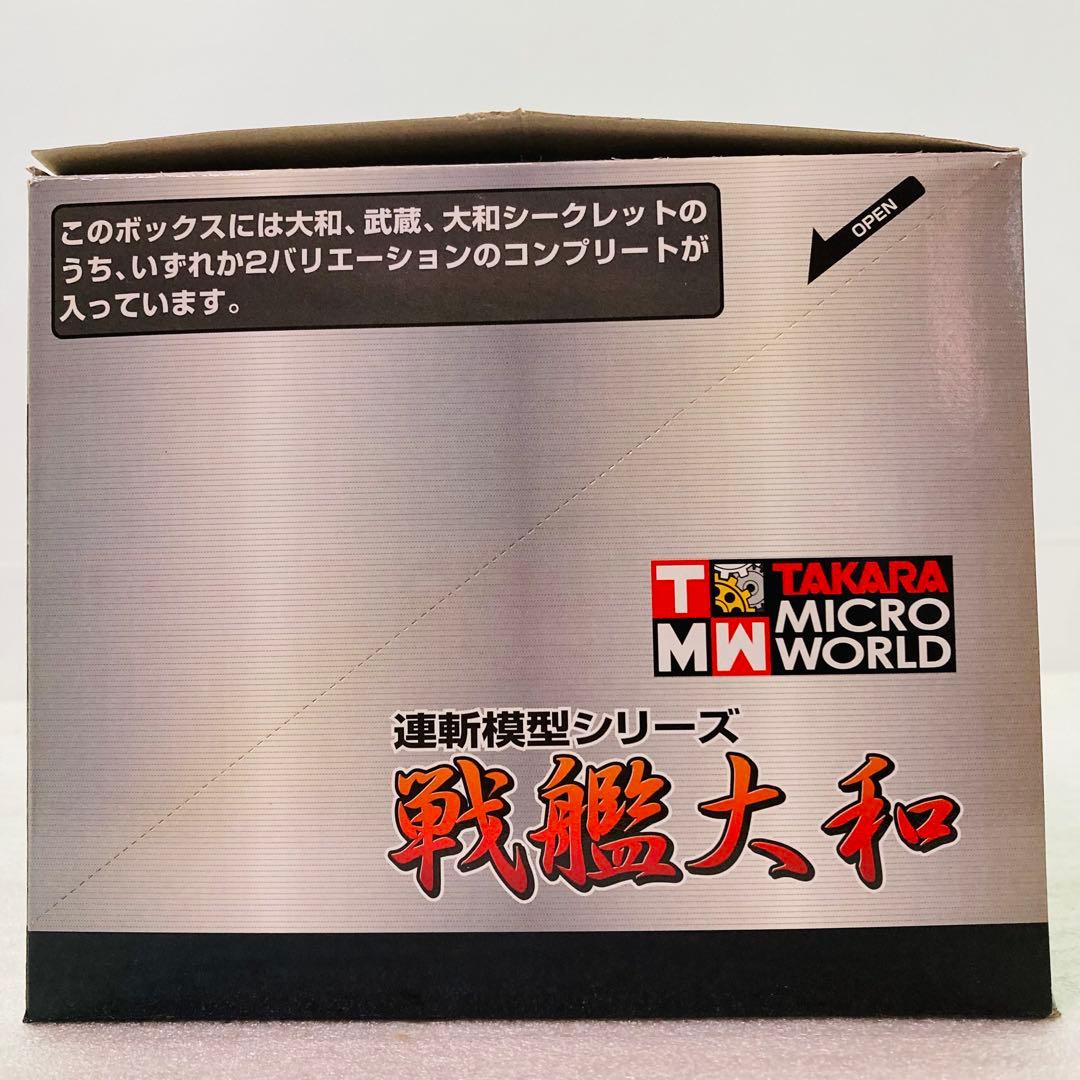 このボックスには大和、武蔵、大和シークレットの
うち、いずれか2バリエーションのコンプリートが
入っています。
OPEN
TMW
TAKARA
MICRO
WORLD
連斬模型シリーズ
戦艦大和